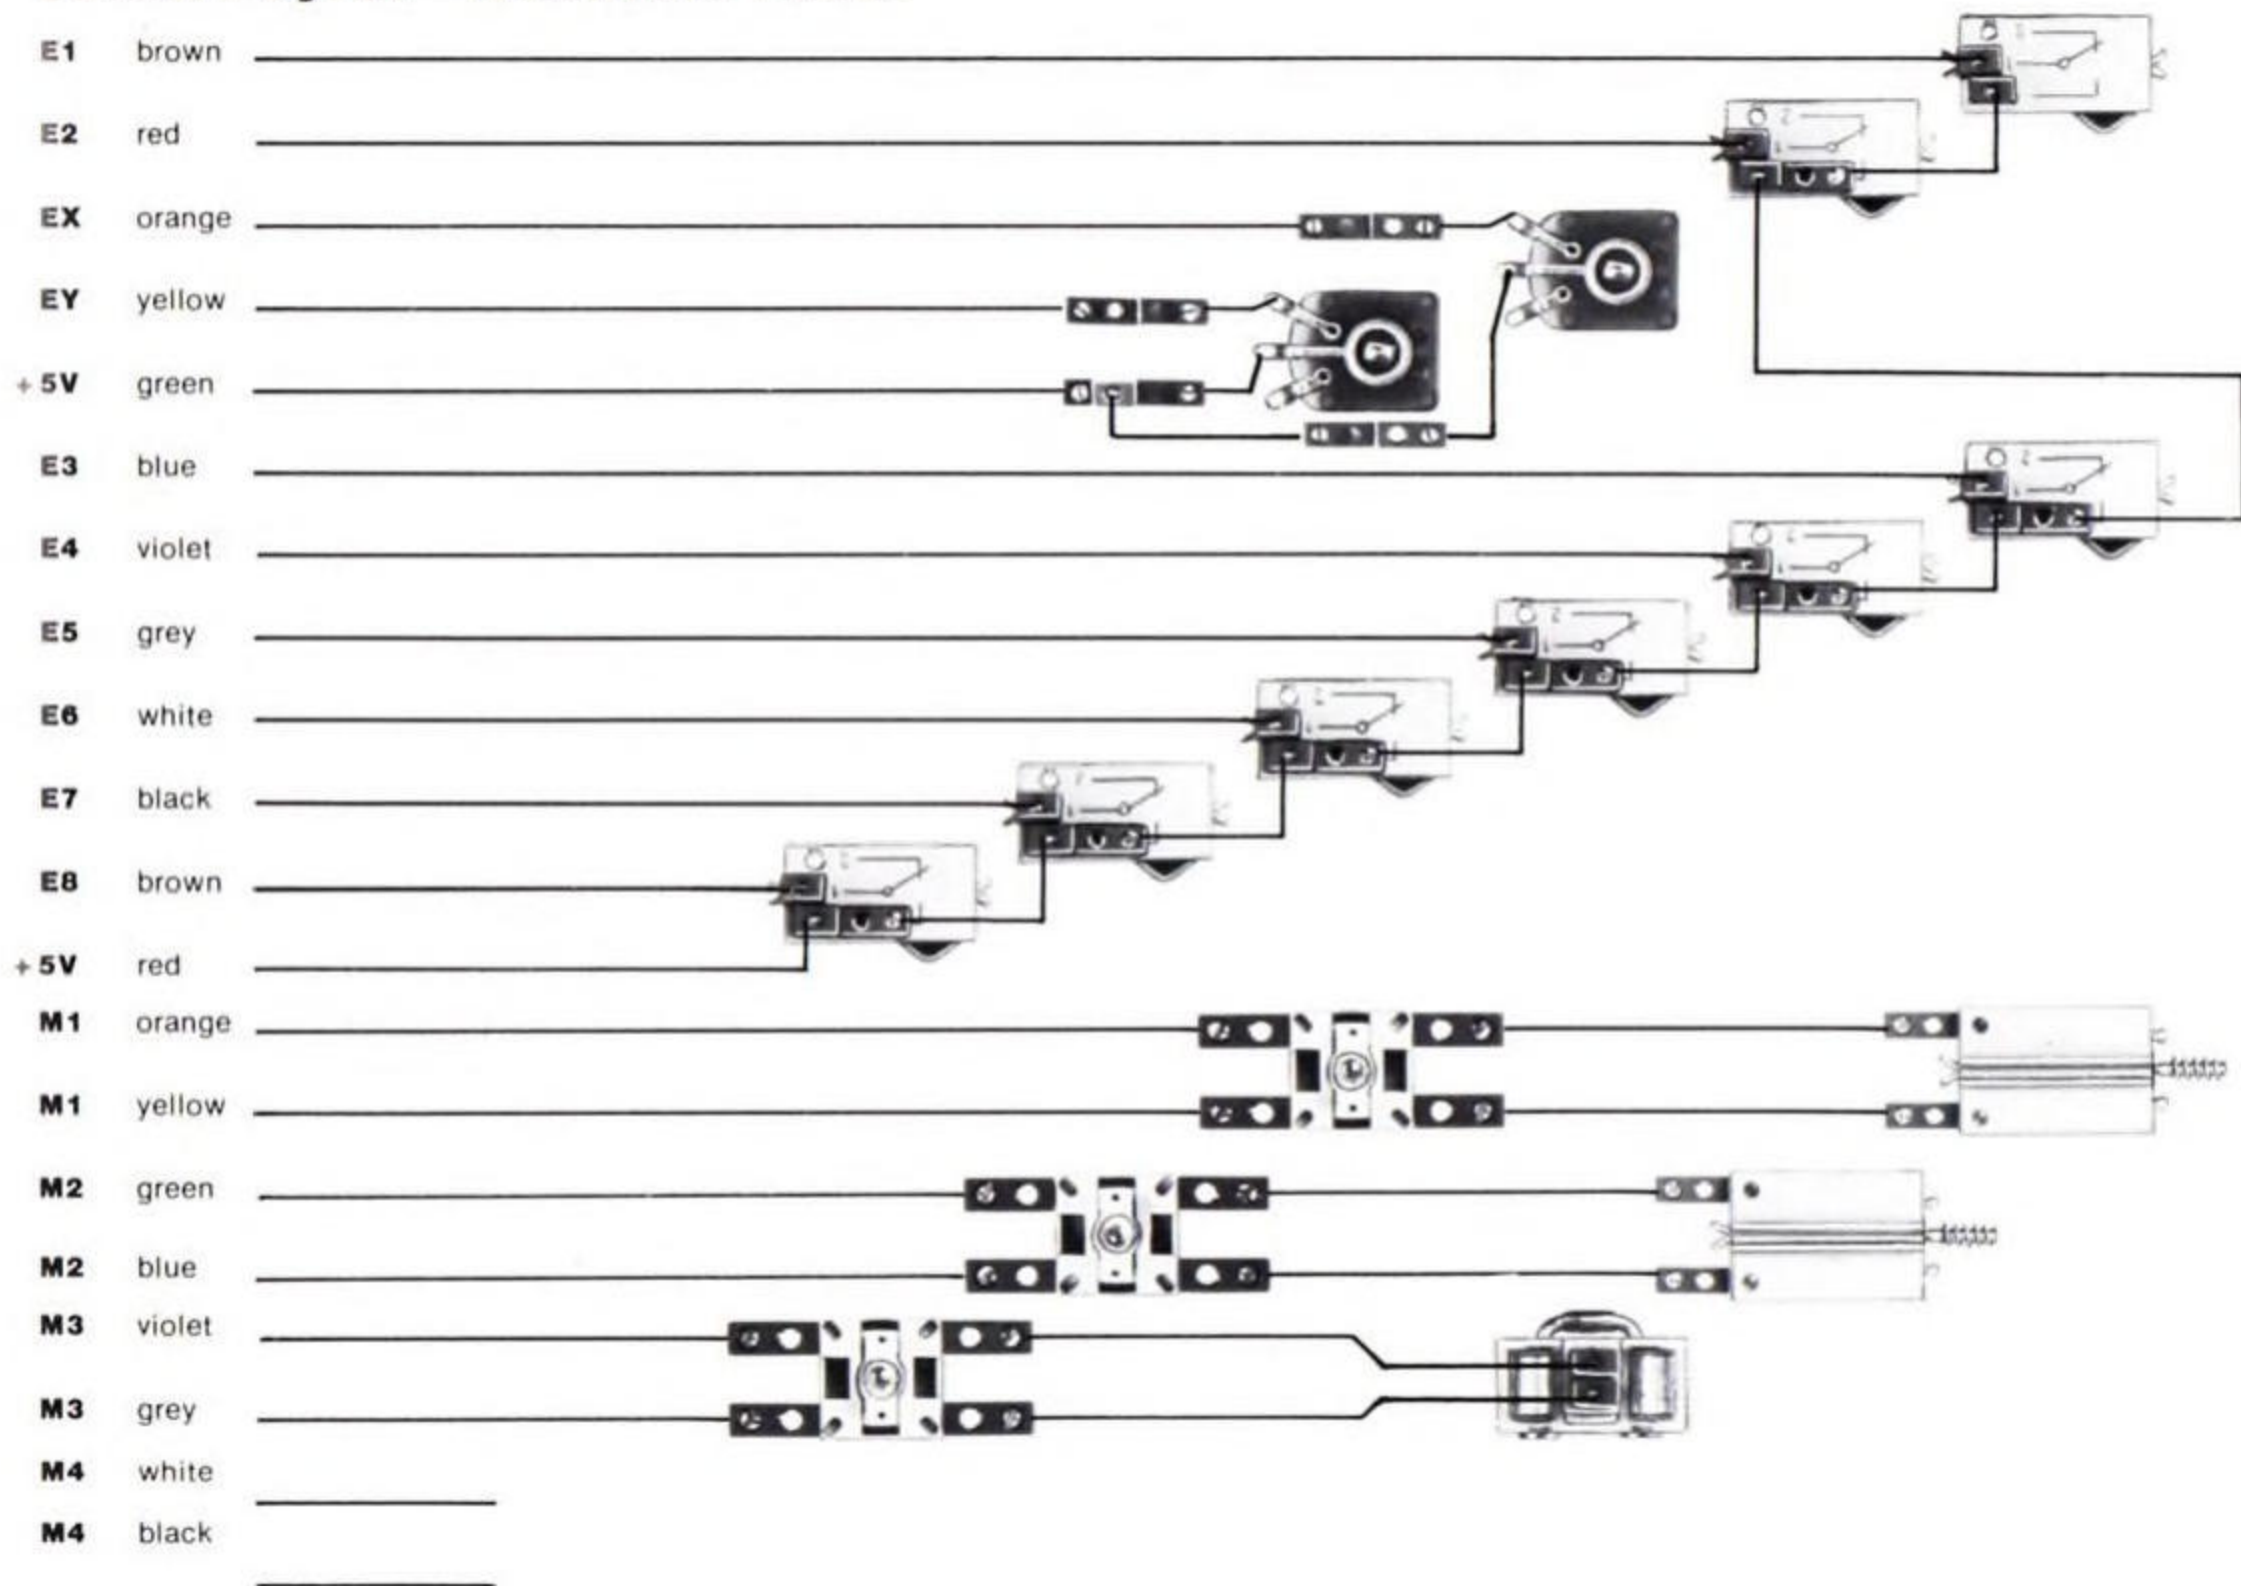 E1 brown
E2 red
EX orange
EY yellow
+ 5V green
E3 blue
E4 violet
E5 grey
E6 white
E7 black
E8 brown
+ 5V red
M1 orange
M1 yellow
M2 green
M2 blue
M3 violet
M3 grey
M4 white
M4 black